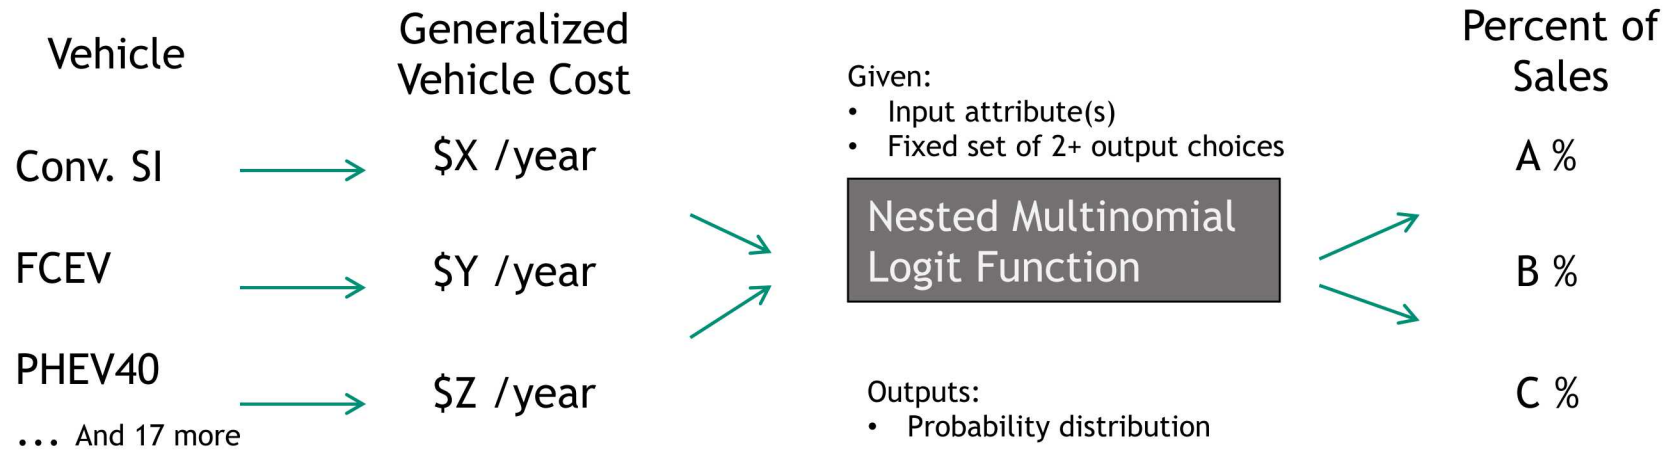 Vehicle
Generalized
Vehicle Cost
Given:
• Input attribute(s)
• Fixed set of 2+ output choices
Percent of
Sales
Conv. SI
$X /year
A %
Nested Multinomial
Logit Function
FCEV
$Y /year
B %
PHEV40
$Z /year
C %
... And 17 more
Outputs:
• Probability distribution